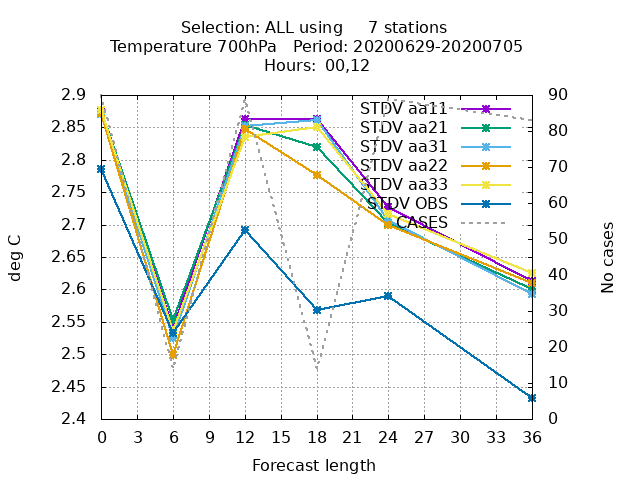 Selection: ALL using     7 stations
Temperature 700hPa   Period: 20200629-20200705
Hours: 00,12
2.9
2.85
2.8
2.75
2.7
2.65
2.6
2.55
2.5
2.45
2.4
deg C
STDV aa11
STDV aa21
STDV aa31
STDV aa22
STDV aa33
STDV OBS
CASES
90
80
70
60
50
40
30
20
10
0
No cases
0 3 6 9 12 15 18 21 24 27 30 33 36
Forecast length